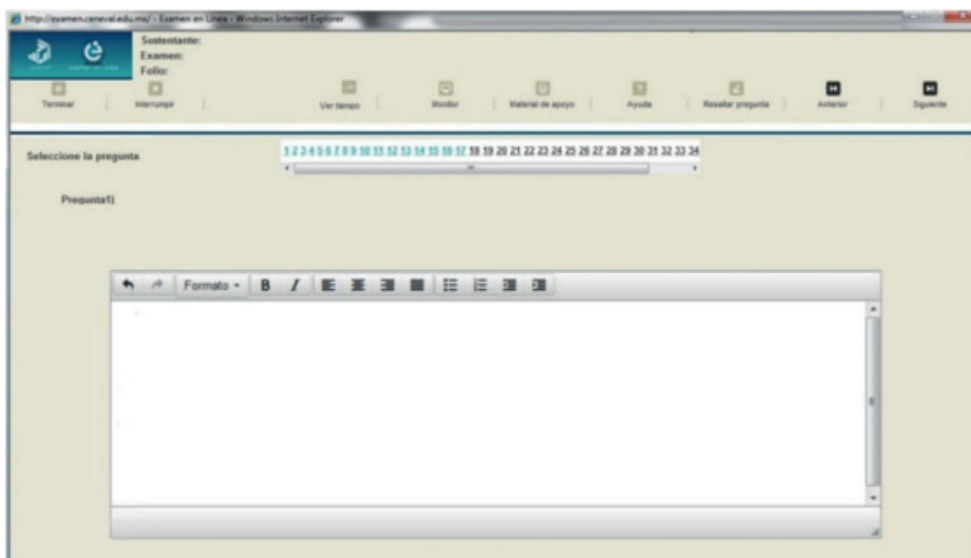 http://examen.ceneval.edu.mx/ - Examen en Línea - Windows Internet Explorer
Sustentante:
Examen:
Folio:
Terminar Interrumpir Ver tiempo Monitor Material de apoyo Ayuda Resaltar pregunta Anterior Siguiente
Seleccione la pregunta 1 2 3 4 5 6 7 8 9 10 11 12 13 14 15 16 17 18 19 20 21 22 23 24 25 26 27 28 29 30 31 32 33 34
Pregunta1)
Formato B I